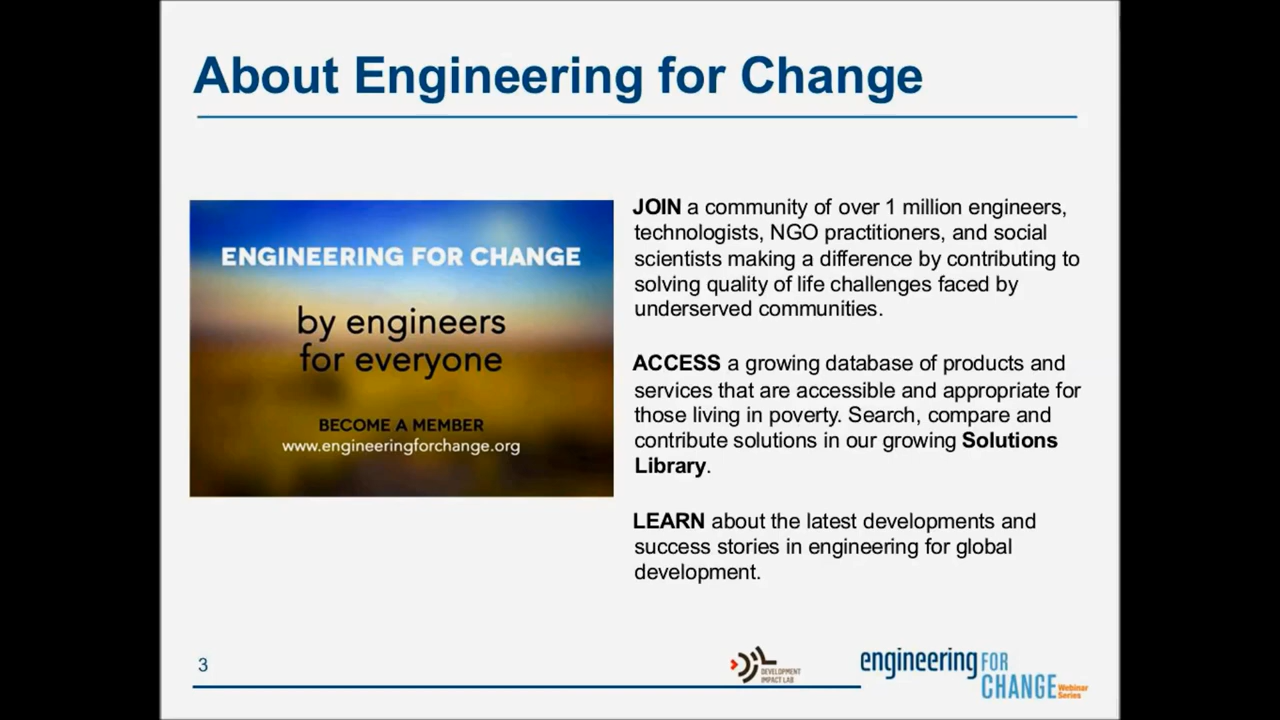 About Engineering for Change
ENGINEERING FOR CHANGE
by engineers
for everyone
BECOME A MEMBER
www.engineeringforchange.org
JOIN a community of over 1 million engineers,
technologists, NGO practitioners, and social
scientists making a difference by contributing to
solving quality of life challenges faced by
underserved communities.
ACCESS a growing database of products and
services that are accessible and appropriate for
those living in poverty. Search, compare and
contribute solutions in our growing Solutions
Library.
LEARN about the latest developments and
success stories in engineering for global
development.
3
DIL
DEVELOPMENT
IMPACT LAB
engineering FOR
CHANGE
Webinar
Series